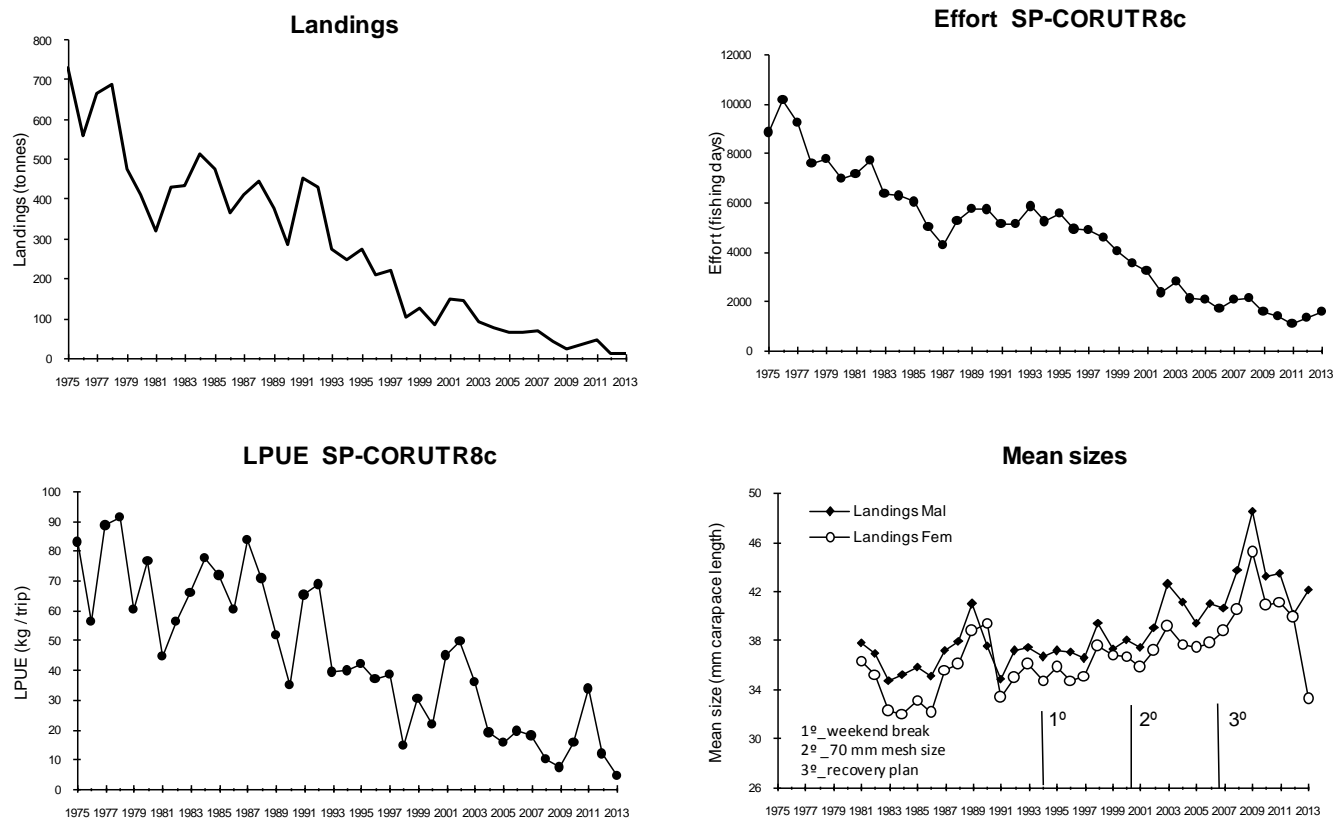 Landings
800
700
600
500
400
300
200
100
0
Landings (tonnes)
1975 1977 1979 1981 1983 1985 1987 1989 1991 1993 1995 1997 1999 2001 2003 2005 2007 2009 2011 2013
Effort SP-CORUTR8c
12000
10000
8000
6000
4000
2000
0
Effort (fishing days)
1975 1977 1979 1981 1983 1985 1987 1989 1991 1993 1995 1997 1999 2001 2003 2005 2007 2009 2011 2013
LPUE SP-CORUTR8c
100
90
80
70
60
50
40
30
20
10
0
LPUE (kg / trip)
1975 1977 1979 1981 1983 1985 1987 1989 1991 1993 1995 1997 1999 2001 2003 2005 2007 2009 2011 2013
Mean sizes
50
46
42
38
34
30
26
Mean size (mm carapace length)
Landings Mal
Landings Fem
1º
2º
3º
1º_weekend break
2º_70 mm mesh size
3º_recovery plan
1975 1977 1979 1981 1983 1985 1987 1989 1991 1993 1995 1997 1999 2001 2003 2005 2007 2009 2011 2013